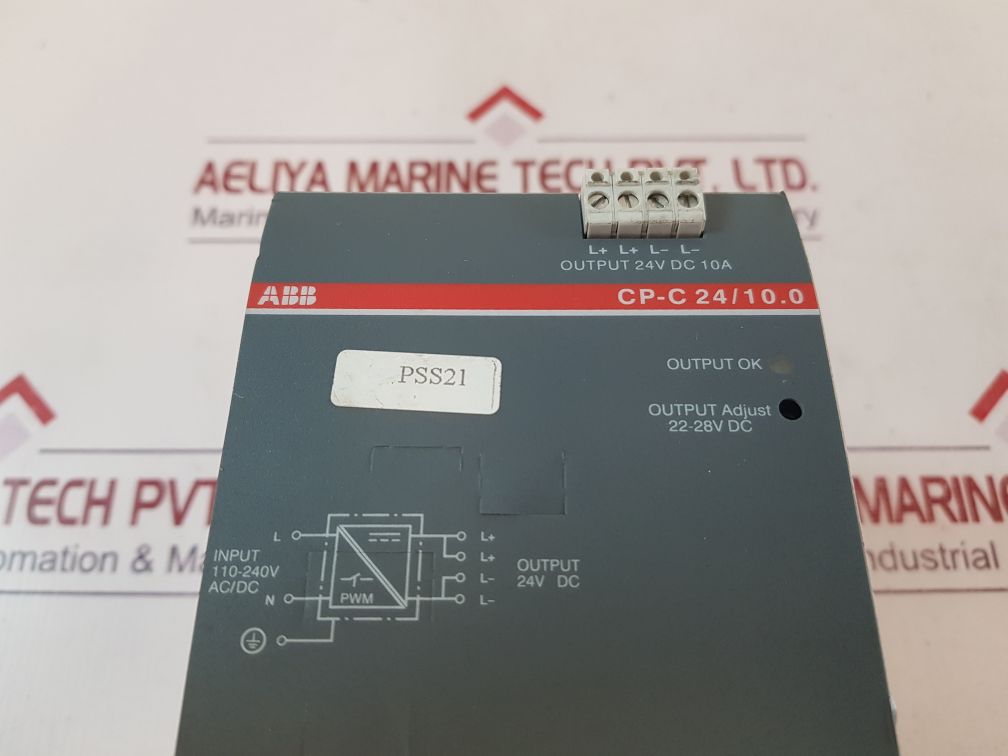 AELIYA MARINE TECH PVT. LTD.
Marin
ry
L+ L+ L- L-
OUTPUT 24V DC 10A
ABB
CP-C 24/10.0
OUTPUT OK
PSS21
OUTPUT Adjust
22-28V DC
TECH PVT
omation & Ma
MARIN
ndustrial
L
L+
INPUT
110-240V
AC/DC
L+
L-
OUTPUT
24V DC
N
PWM
L-